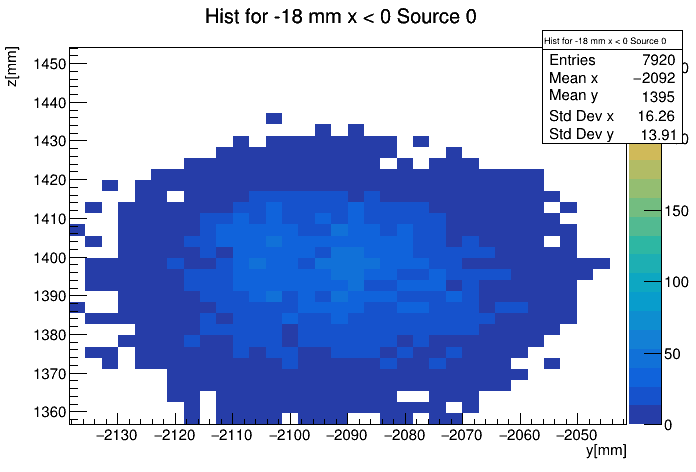 Hist for -18 mm x < 0 Source 0
z[mm]
Hist for -18 mm x < 0 Source 0
Entries 7920
Mean x −2092
Mean y 1395
Std Dev x 16.26
Std Dev y 13.91
1450
1440
1430
1420
1410
1400
1390
1380
1370
1360
0
0
150
100
50
0
−2130 −2120 −2110 −2100 −2090 −2080 −2070 −2060 −2050
y[mm]